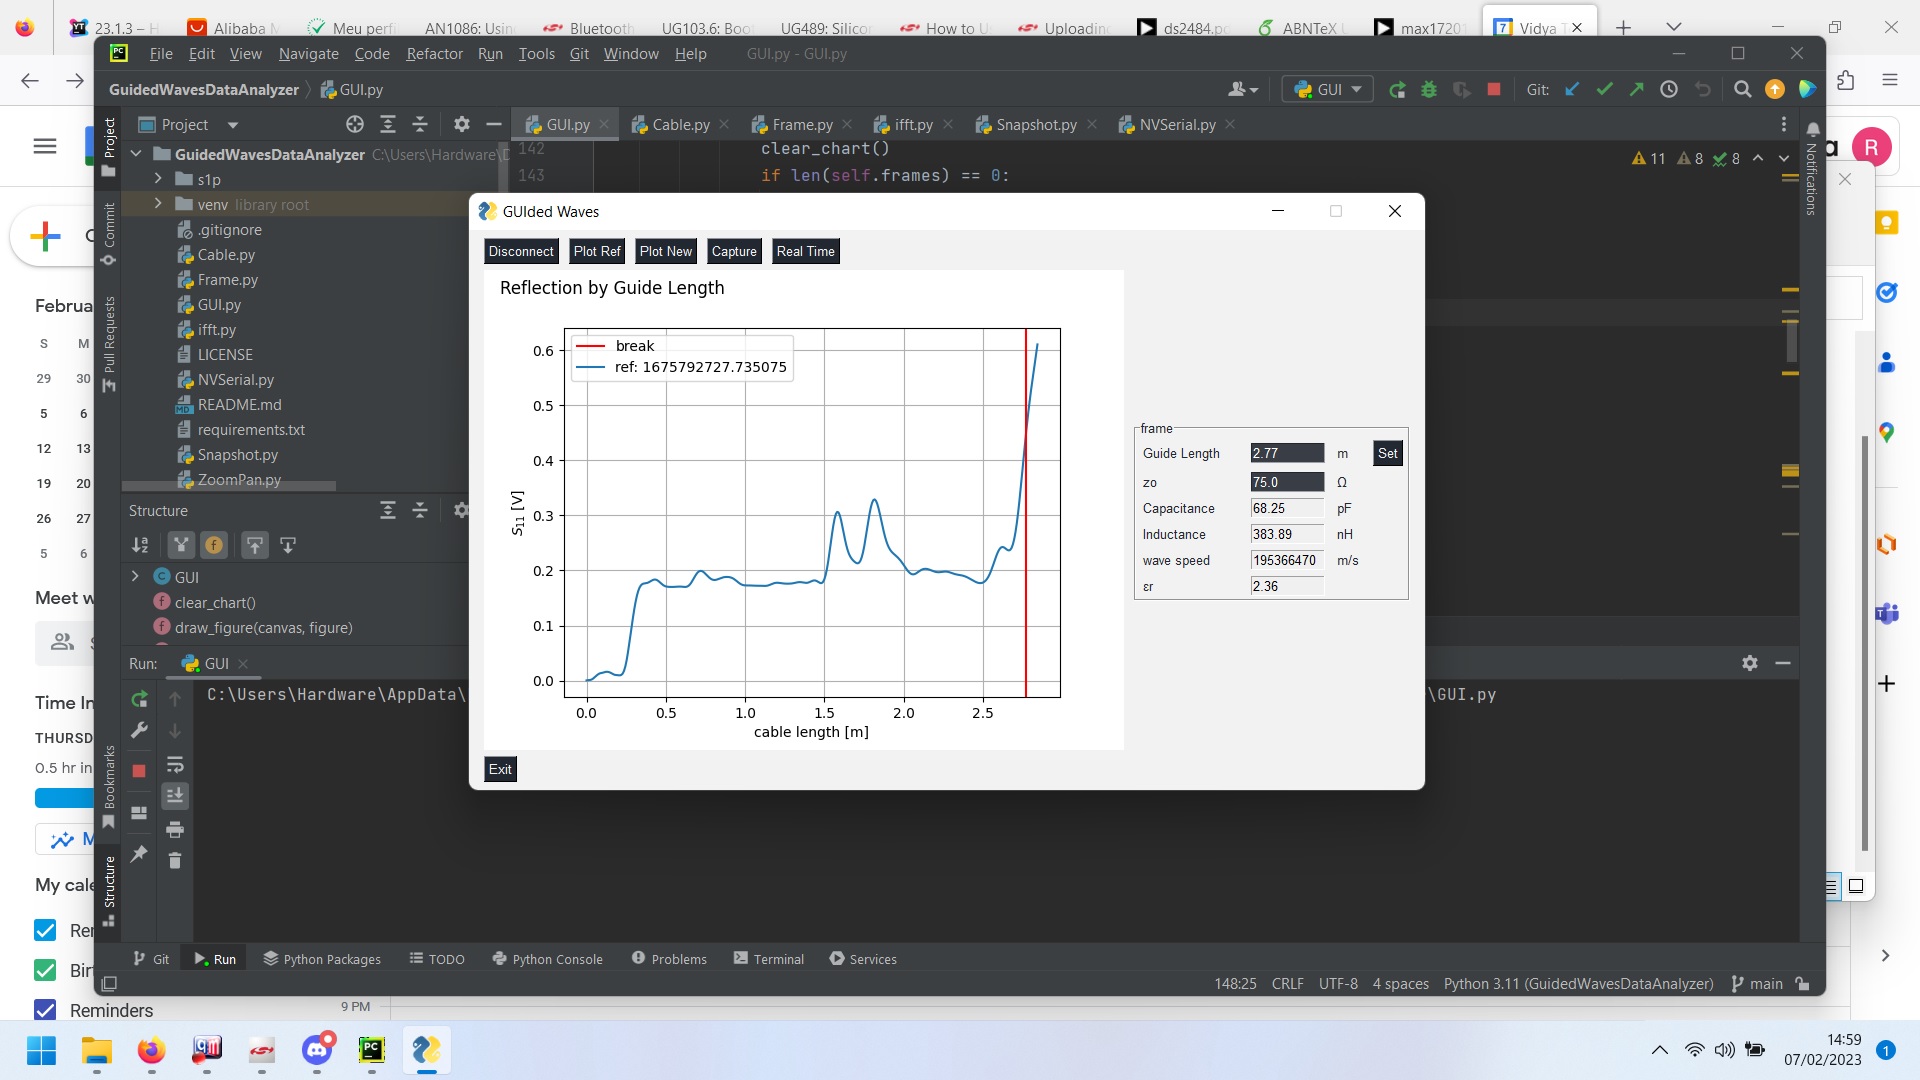 23.1.3 – H
Alibaba M
Meu perfi
AN1086: Usin
Bluetooth
UG103.6: Boo
UG489: Silico
How to U
Uploading
ds2484.pd
ABNTeX U
max17201
Vidya T
File Edit View Navigate Code Refactor Run Tools Git Window Help GUI.py - GUI.py
GuidedWavesDataAnalyzer GUI.py
GUI
Git:
Project
GUI.py Cable.py Frame.py ifft.py Snapshot.py NVSerial.py
GuidedWavesDataAnalyzer C:\Users\Hardware\D
s1p
venv library root
.gitignore
Cable.py
Frame.py
GUI.py
ifft.py
LICENSE
NVSerial.py
README.md
requirements.txt
Snapshot.py
ZoomPan.py
142 clear_chart()
143 if len(self.frames) == 0:
11 8 8
Project
Commit
Pull Requests
Bookmarks
Structure
Notifications
Structure
GUI
clear_chart()
draw_figure(canvas, figure)
Run: GUI
C:\Users\Hardware\AppData\
\GUI.py
GUIded Waves
Disconnect Plot Ref Plot New Capture Real Time
Reflection by Guide Length
break
ref: 1675792727.735075
0.6
0.5
0.4
0.3
0.2
0.1
0.0
S11 [V]
0.0 0.5 1.0 1.5 2.0 2.5
cable length [m]
frame
Guide Length 2.77 m Set
zo 75.0 Ω
Capacitance 68.25 pF
Inductance 383.89 nH
wave speed 195366470 m/s
εr 2.36
Exit
Git Run Python Packages TODO Python Console Problems Terminal Services
148:25 CRLF UTF-8 4 spaces Python 3.11 (GuidedWavesDataAnalyzer) main
Februa
S M
29 30
5 6
12 13
19 20
26 27
5 6
Meet w
Time In
THURSD
0.5 hr in
M
My cale
Rer
Birt
Reminders
9 PM
a
R
14:59
07/02/2023
1